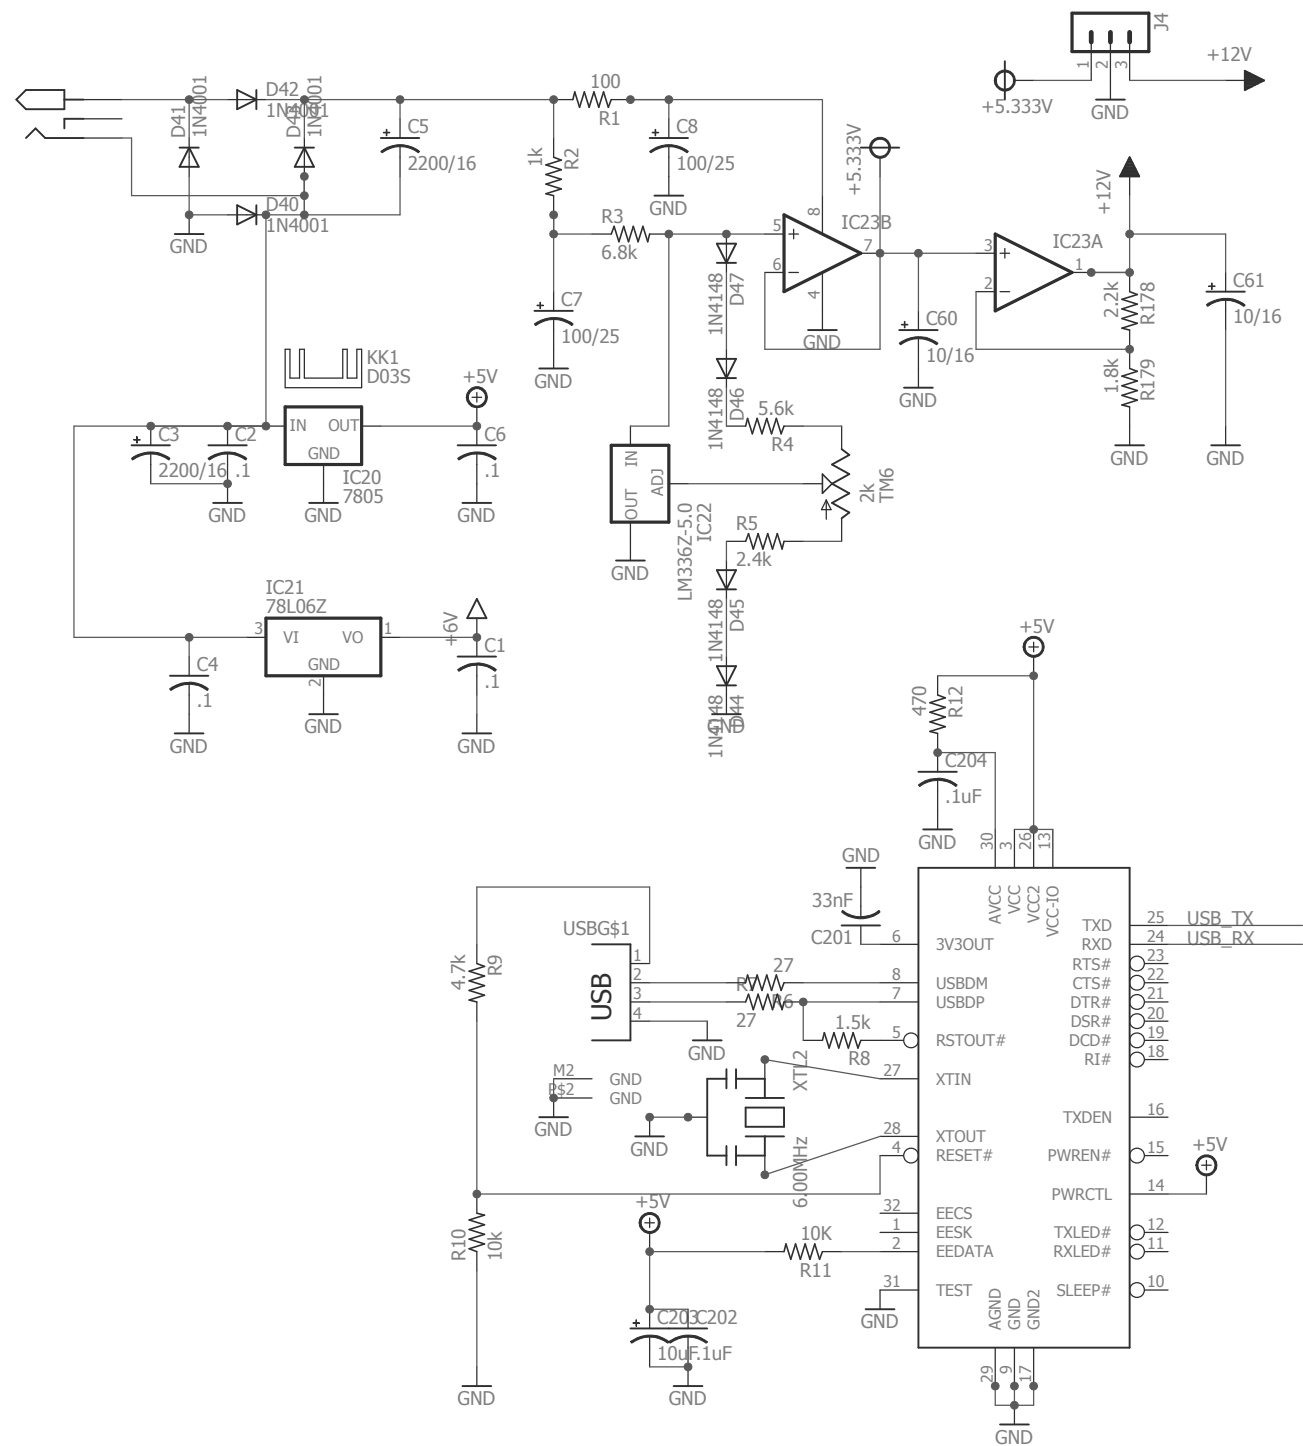 J4
1
2
3
+12V
+5.333V
GND
D41
1N4001
D42
1N4001
1N4001
D40
1N4001
GND
C5
2200/16
100
R1
1k
R2
C8
100/25
GND
R3
6.8k
C7
100/25
GND
+5.333V
8
5
6
7
4
IC23B
GND
1N4148
D47
1N4148
D46
C60
10/16
GND
3
2
1
IC23A
+12V
2.2k
R178
1.8k
R179
GND
C61
10/16
GND
KK1
D03S
+5V
C3
2200/16
C2
.1
GND
IN
OUT
GND
IC20
7805
GND
C6
.1
GND
5.6k
R4
IN
OUT
ADJ
LM336Z-5.0
IC22
GND
2k
TM6
R5
2.4k
1N4148
D45
1N4148
D44
GND
IC21
78L06Z
3
VI
VO
1
GND
2
GND
+6V
C1
.1
GND
C4
.1
GND
+5V
470
R12
C204
.1uF
GND
30
3
26
13
AVCC
VCC
VCC2
VCC-IO
GND
33nF
C201
6
3V3OUT
8
USBDM
7
USBDP
5
RSTOUT#
27
XTIN
28
XTOUT
4
RESET#
32
EECS
1
EESK
2
EEDATA
31
TEST
GND
TXD
25
USB_TX
RXD
24
USB_RX
RTS#
23
CTS#
22
DTR#
21
DSR#
20
DCD#
19
RI#
18
TXDEN
16
PWREN#
15
PWRCTL
14
+5V
TXLED#
12
RXLED#
11
SLEEP#
10
AGND
GND
GND2
29
9
17
GND
USBG$1
USB
1
2
3
4
GND
4.7k
R9
27
R7
R6
27
1.5k
R8
M2
P$2
GND
GND
GND
XTL2
6.00MHz
GND
R10
10k
GND
+5V
10K
R11
C203
10uF
C202
.1uF
GND
GND